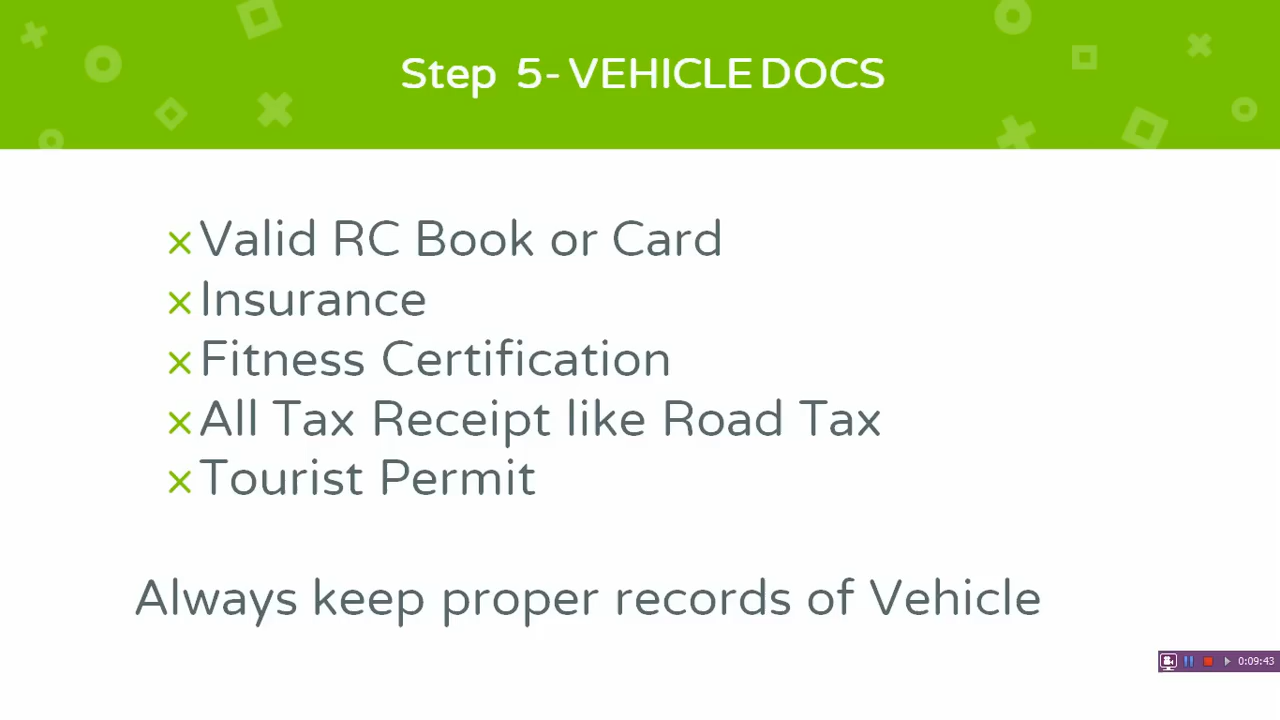 Step 5- VEHICLE DOCS
×Valid RC Book or Card
×Insurance
×Fitness Certification
×All Tax Receipt like Road Tax
×Tourist Permit
Always keep proper records of Vehicle
0:09:43